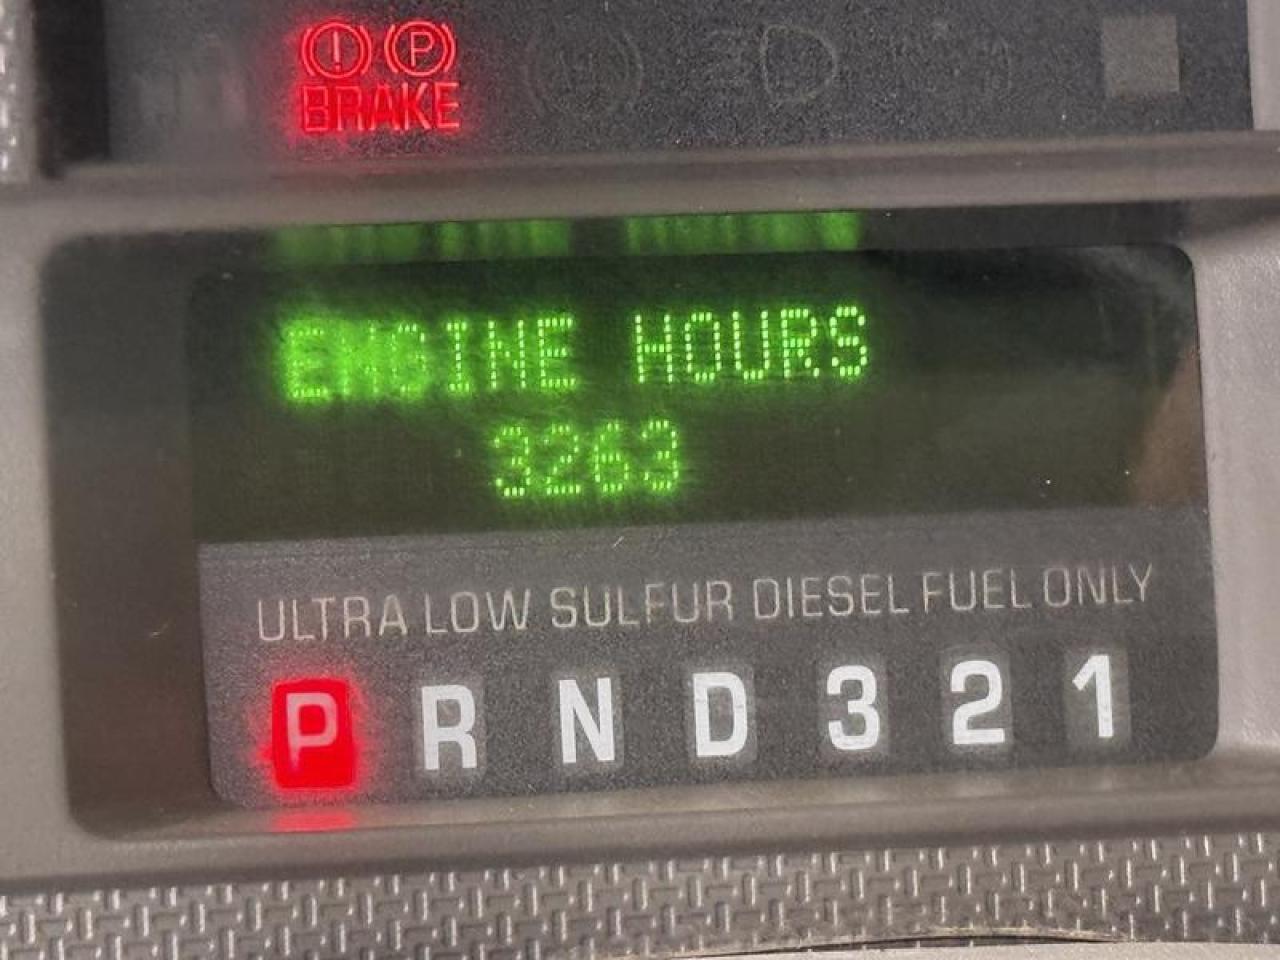 (!) (P)
BRAKE
ENGINE HOURS
3263
ULTRA LOW SULFUR DIESEL FUEL ONLY
P R N D 3 2 1